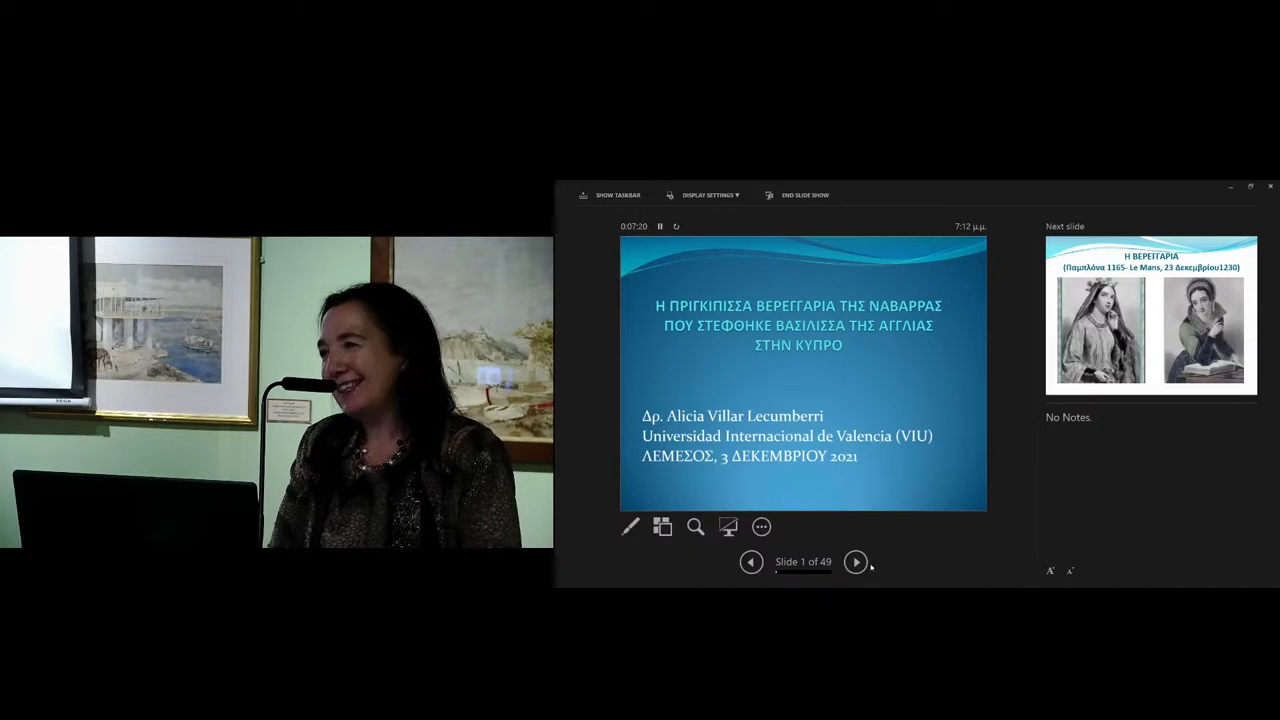 VEGA
SHOW TASKBAR
DISPLAY SETTINGS ▾
END SLIDE SHOW
0:07:20
7:12 μ.μ.
Η ΠΡΙΓΚΙΠΙΣΣΑ ΒΕΡΕΓΓΑΡΙΑ ΤΗΣ ΝΑΒΑΡΡΑΣ
ΠΟΥ ΣΤΕΦΘΗΚΕ ΒΑΣΙΛΙΣΣΑ ΤΗΣ ΑΓΓΛΙΑΣ
ΣΤΗΝ ΚΥΠΡΟ
Δρ. Alicia Villar Lecumberri
Universidad Internacional de Valencia (VIU)
ΛΕΜΕΣΟΣ, 3 ΔΕΚΕΜΒΡΙΟΥ 2021
Slide 1 of 49
Next slide
Η ΒΕΡΕΓΓΑΡΙΑ
(Παμπλόνα 1165- Le Mans, 23 Δεκεμβρίου1230)
No Notes.
A A